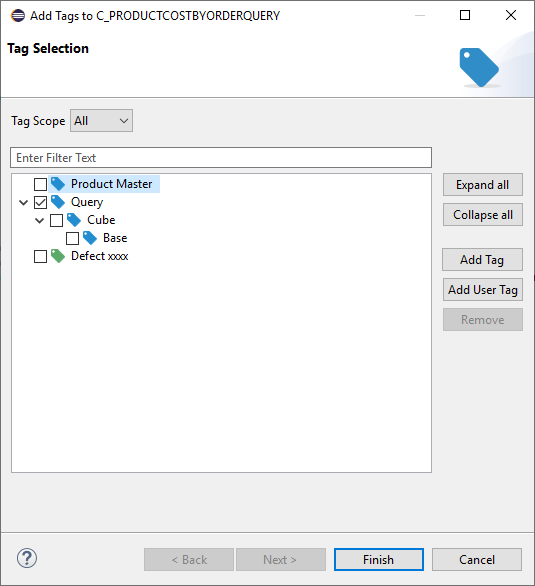 Add Tags to C_PRODUCTCOSTBYORDERQUERY
Tag Selection
Tag Scope All
Enter Filter Text
Product Master
Query
Cube
Base
Defect xxxx
Expand all
Collapse all
Add Tag
Add User Tag
Remove
?
< Back Next > Finish Cancel